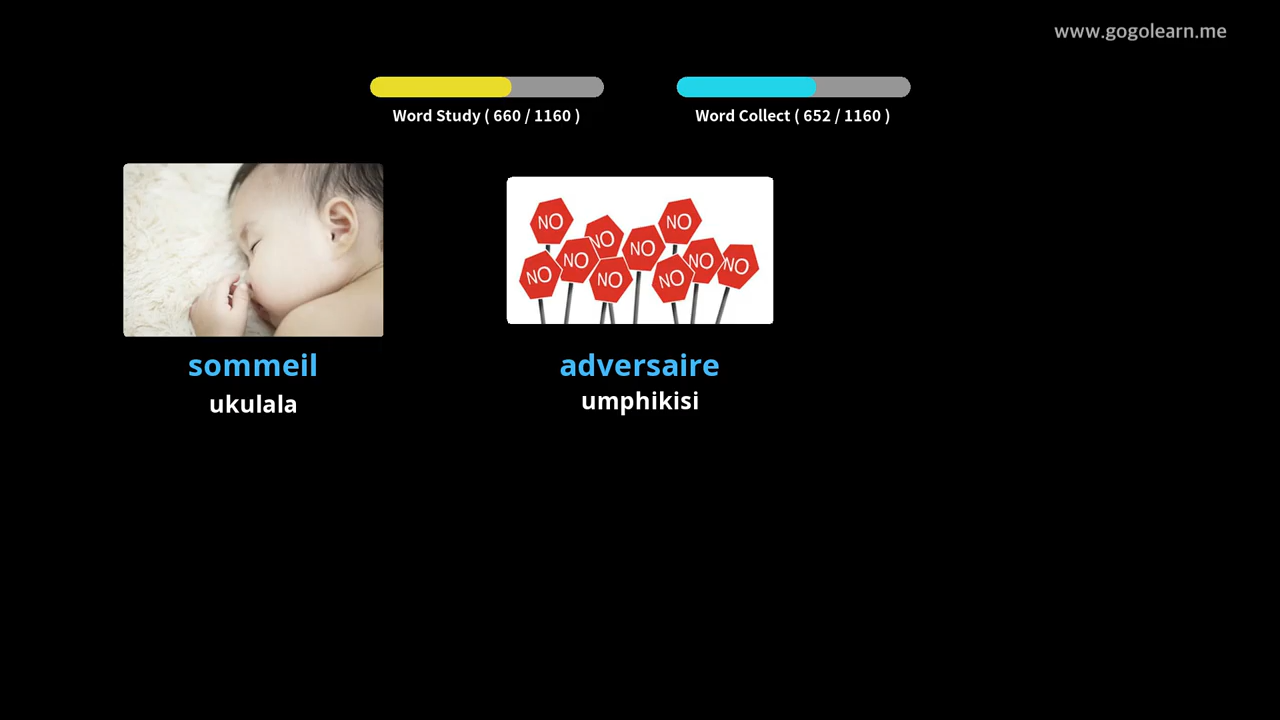 www.gogolearn.me
Word Study ( 660 / 1160 )
Word Collect ( 652 / 1160 )
NO
NO
NO
NO
NO
NO
NO
NO
NO
NO
sommeil
ukulala
adversaire
umphikisi